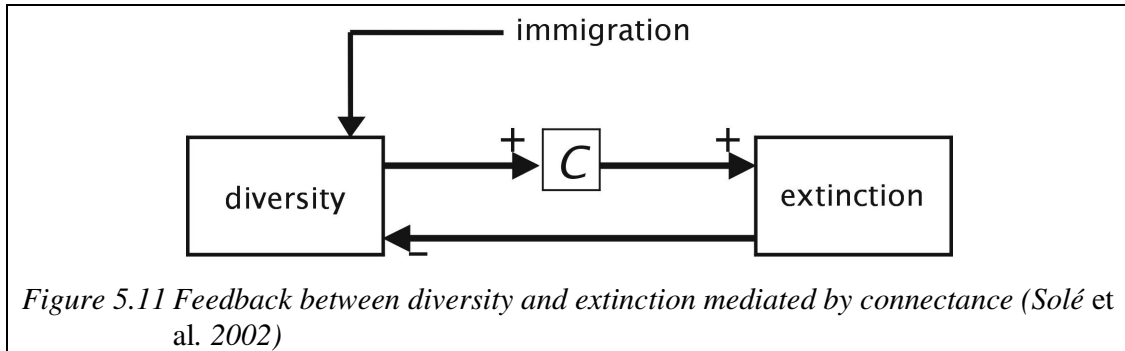 immigration
+
+
C
diversity
extinction
-
Figure 5.11 Feedback between diversity and extinction mediated by connectance (Solé et
al. 2002)